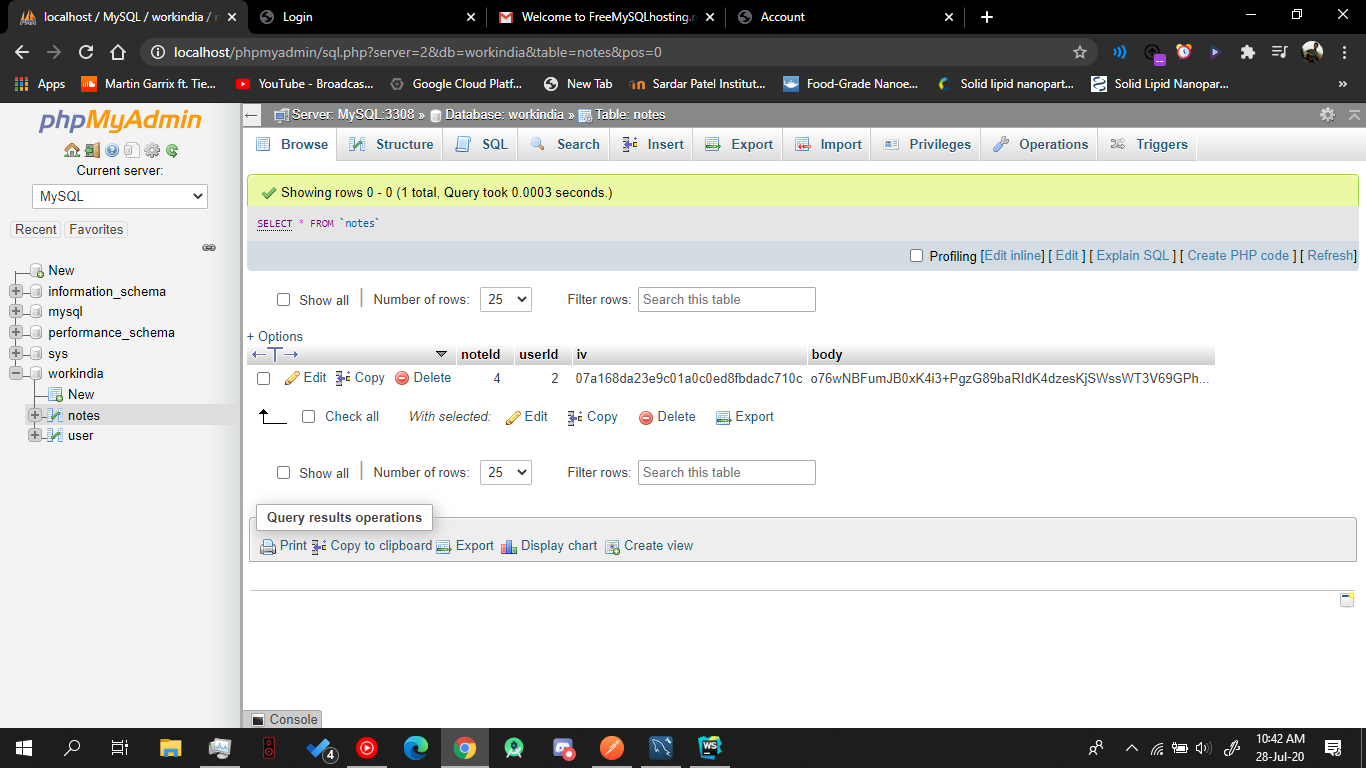 localhost / MySQL / workindia /
Login
Welcome to FreeMySQLhosting.
Account
localhost/phpmyadmin/sql.php?server=2&db=workindia&table=notes&pos=0
Apps
Martin Garrix ft. Tie...
YouTube - Broadcas...
Google Cloud Platf...
New Tab
Sardar Patel Institut...
Food-Grade Nanoe...
Solid lipid nanopart...
Solid Lipid Nanopar...
»
phpMyAdmin
Current server:
MySQL
Recent
Favorites
New
information_schema
mysql
performance_schema
sys
workindia
New
notes
user
Server: MySQL:3308 » Database: workindia » Table: notes
Browse
Structure
SQL
Search
Insert
Export
Import
Privileges
Operations
Triggers
Showing rows 0 - 0 (1 total, Query took 0.0003 seconds.)
SELECT * FROM `notes`
Profiling [Edit inline] [ Edit ] [ Explain SQL ] [ Create PHP code ] [ Refresh]
Show all | Number of rows: 25 Filter rows: Search this table
+ Options
←T→ noteId userId iv body
Edit Copy Delete 4 2 07a168da23e9c01a0c0ed8fbdadc710c o76wNBFumJB0xK4i3+PgzG89baRIdK4dzesKjSWssWT3V69GPh...
Check all With selected: Edit Copy Delete Export
Show all | Number of rows: 25 Filter rows: Search this table
Query results operations
Print Copy to clipboard Export Display chart Create view
Console
4
WS
10:42 AM
28-Jul-20